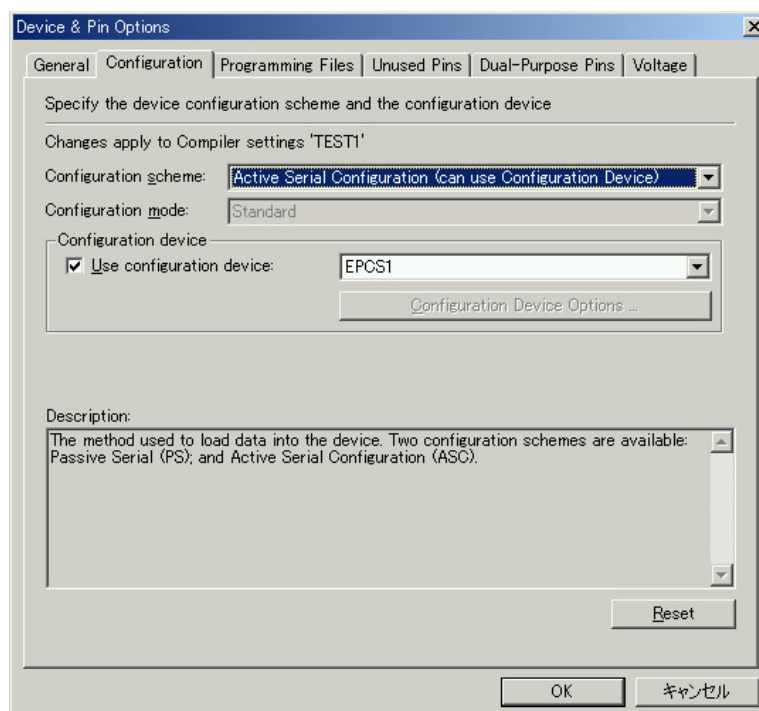 Device & Pin Options
General Configuration Programming Files Unused Pins Dual-Purpose Pins Voltage
Specify the device configuration scheme and the configuration device
Changes apply to Compiler settings 'TEST1'
Configuration scheme: Active Serial Configuration (can use Configuration Device)
Configuration mode: Standard
Configuration device
Use configuration device: EPCS1
Configuration Device Options ...
Description:
The method used to load data into the device. Two configuration schemes are available:
Passive Serial (PS); and Active Serial Configuration (ASC).
Reset
OK キャンセル